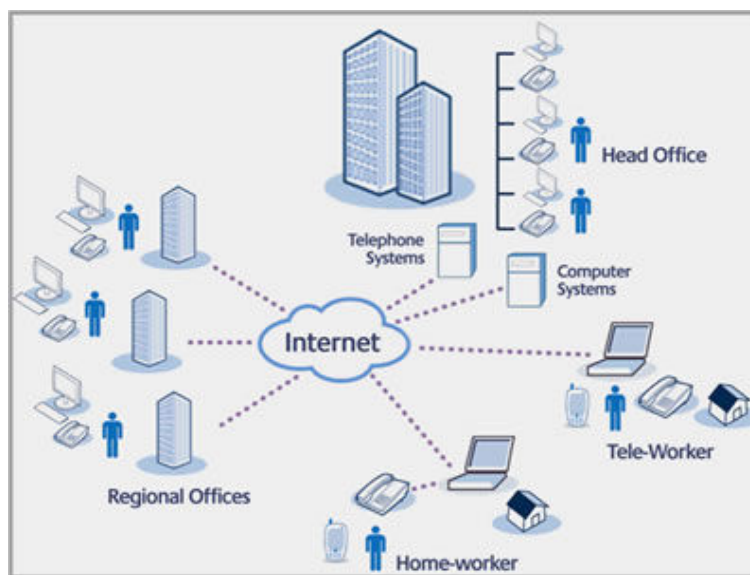 Head Office
Telephone
Systems
Computer
Systems
Internet
Tele-Worker
Regional Offices
Home-worker